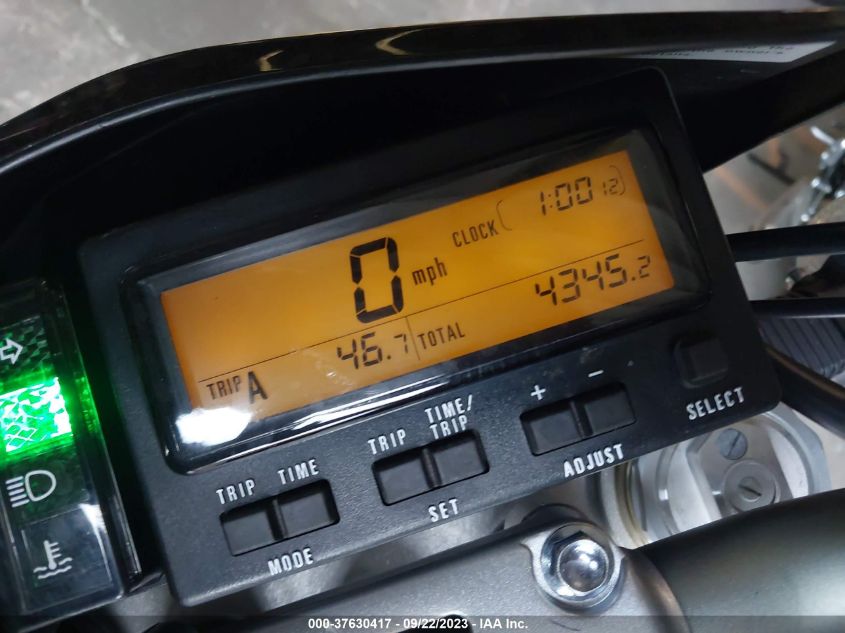 CLOCK 1:00 12
0 mph
TRIP A 46.7 TOTAL 4345.2
+ -
TRIP TIME/TRIP SELECT
TRIP TIME ADJUST
SET
MODE
000-37630417 - 09/22/2023 - IAA Inc.